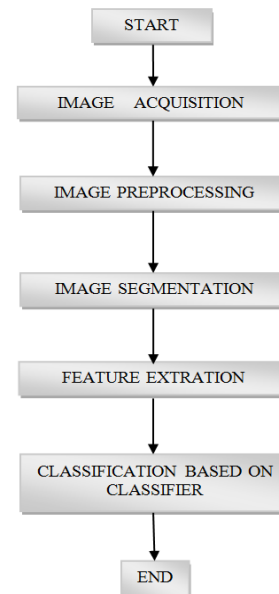 START
IMAGE ACQUISITION
IMAGE PREPROCESSING
IMAGE SEGMENTATION
FEATURE EXTRATION
CLASSIFICATION BASED ON
CLASSIFIER
END